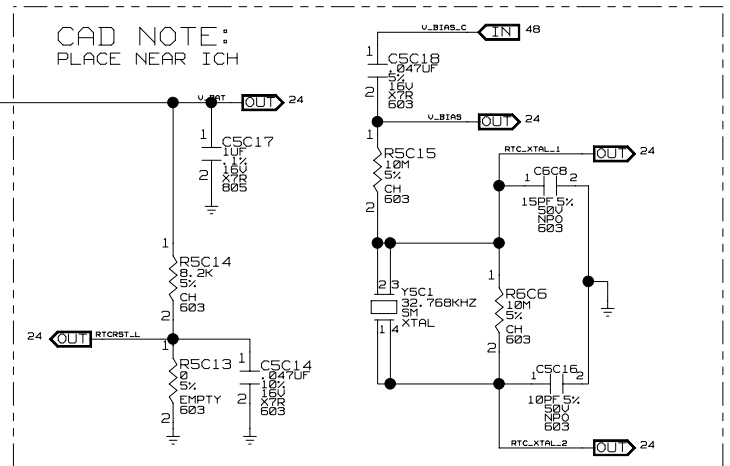 CAD NOTE:
PLACE NEAR ICH
V_BIAS_C
IN
48
1
C5C18
.047UF
5%
16V
X7R
603
2
V_BAT
OUT
24
V_BIAS
OUT
24
1
C5C17
1UF
.1%
16V
X7R
805
2
1
R5C15
10M
5%
CH
603
2
RTC_XTAL_1
OUT
24
C6C8
1 2
15PF 5%
50V
NPO
603
1
R5C14
8.2K
5%
CH
603
2
2 3
Y5C1
32.768KHZ
SM
XTAL
1 4
1
R6C6
10M
5%
CH
603
2
24
OUT
RTCRST_L
1
R5C13
0
5%
EMPTY
603
2
1
C5C14
.047UF
10%
16V
X7R
603
2
C5C16
1 2
10PF 5%
50V
NPO
603
RTC_XTAL_2
OUT
24